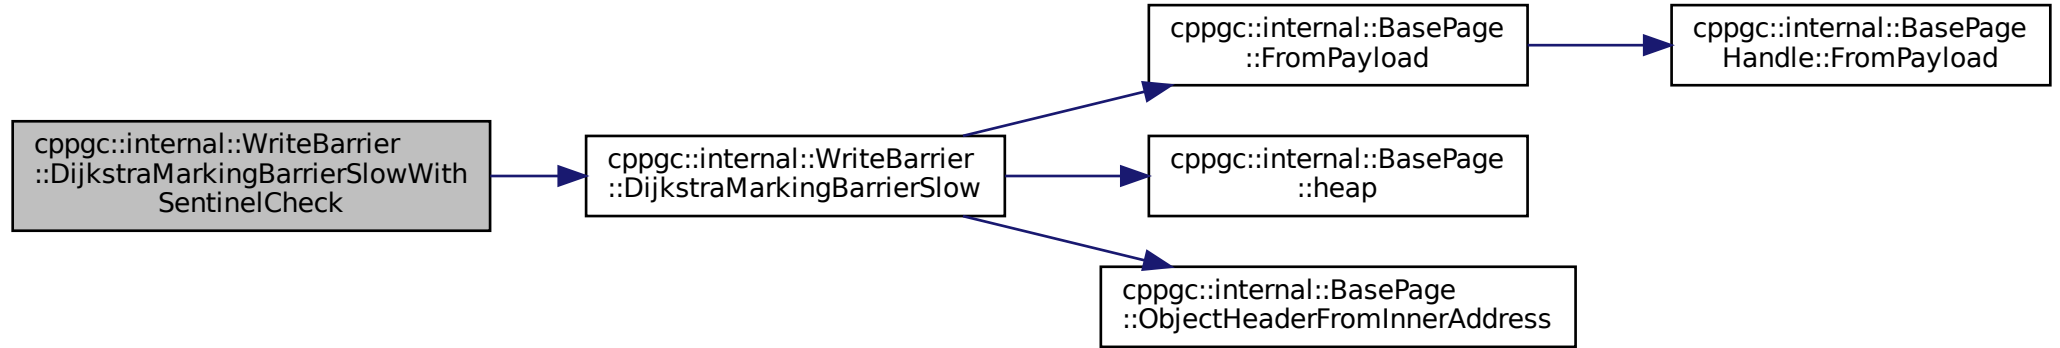 cppgc::internal::WriteBarrier
::DijkstraMarkingBarrierSlowWith
SentinelCheck
cppgc::internal::WriteBarrier
::DijkstraMarkingBarrierSlow
cppgc::internal::BasePage
::FromPayload
cppgc::internal::BasePage
Handle::FromPayload
cppgc::internal::BasePage
::heap
cppgc::internal::BasePage
::ObjectHeaderFromInnerAddress